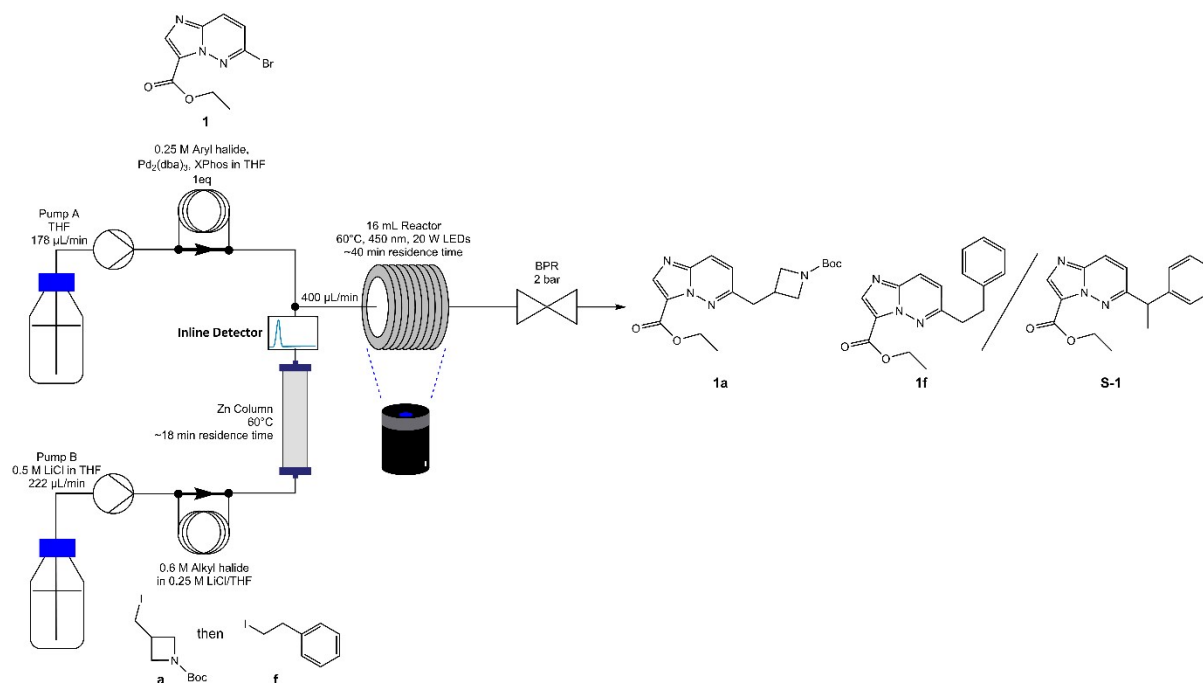 N
N
N
Br
O
O
1
0.25 M Aryl halide,
Pd2(dba)3, XPhos in THF
1eq
Pump A
THF
178 µL/min
16 mL Reactor
60°C, 450 nm, 20 W LEDs
~40 min residence time
400 µL/min
BPR
2 bar
Inline Detector
Zn Column
60°C
~18 min residence time
N
N
N
N
Boc
O
O
1a
N
N
N
O
O
1f
N
N
N
O
O
S-1
Pump B
0.5 M LiCl in THF
222 µL/min
0.6 M Alkyl halide
in 0.25 M LiCl/THF
I
N
Boc
a
then
I
f